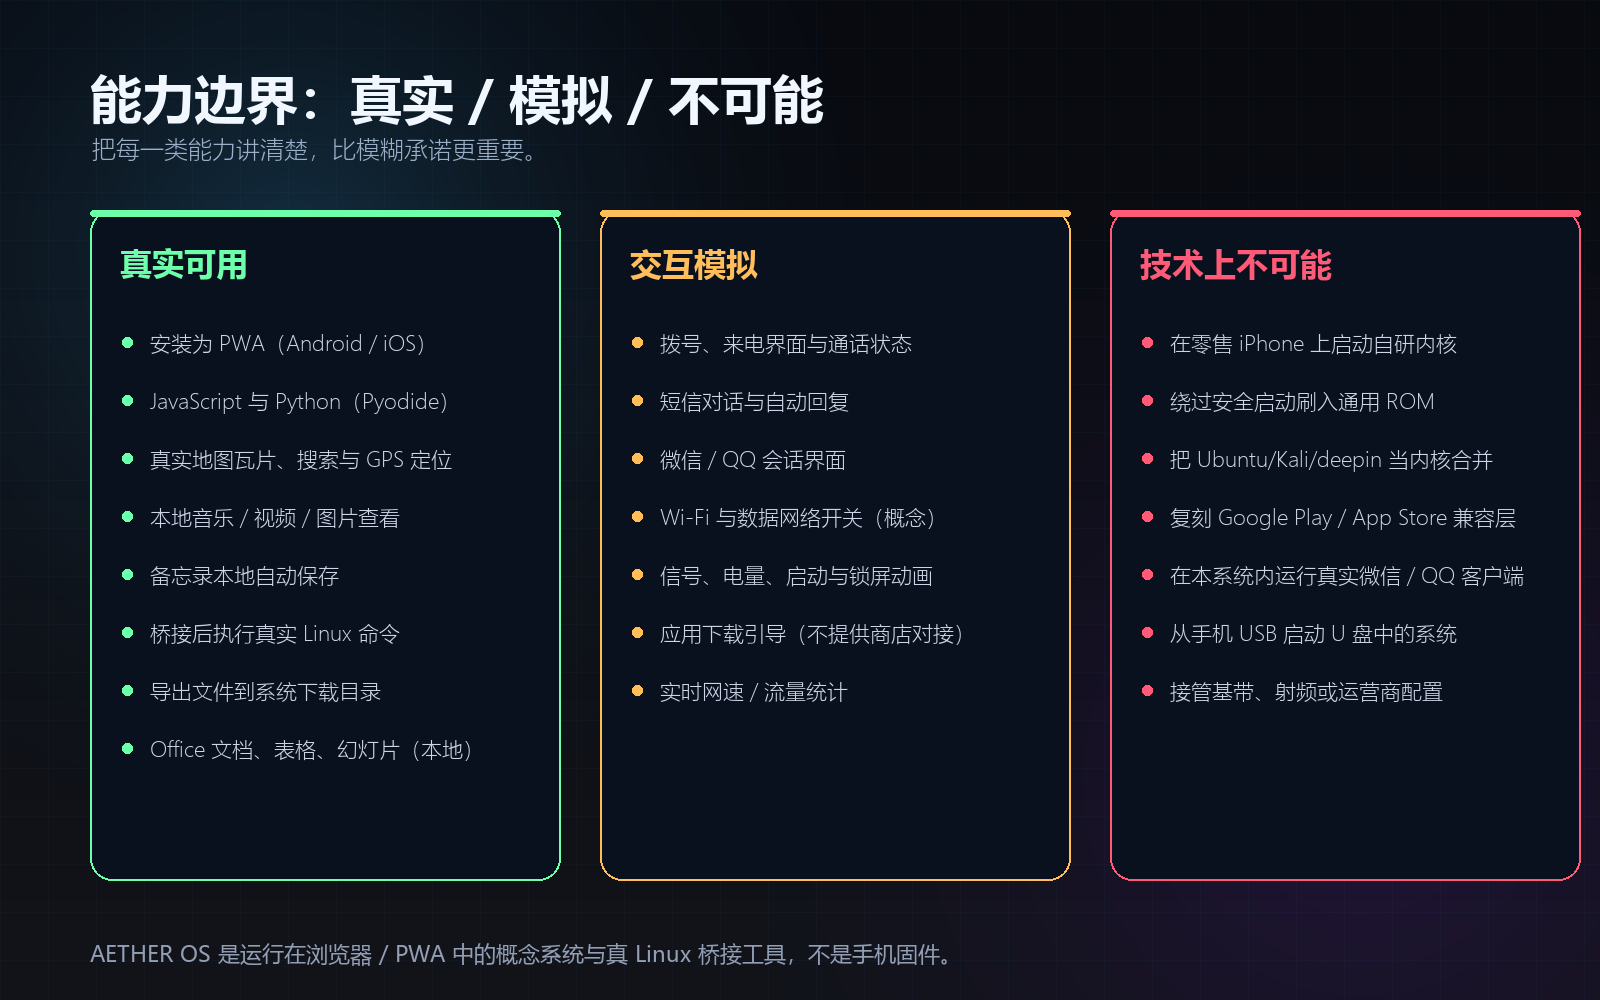 能力边界：真实 / 模拟 / 不可能
把每一类能力讲清楚，比模糊承诺更重要。
真实可用
安装为 PWA（Android / iOS）
JavaScript 与 Python（Pyodide）
真实地图瓦片、搜索与 GPS 定位
本地音乐 / 视频 / 图片查看
备忘录本地自动保存
桥接后执行真实 Linux 命令
导出文件到系统下载目录
Office 文档、表格、幻灯片（本地）
交互模拟
拨号、来电界面与通话状态
短信对话与自动回复
微信 / QQ 会话界面
Wi-Fi 与数据网络开关（概念）
信号、电量、启动与锁屏动画
应用下载引导（不提供商店对接）
实时网速 / 流量统计
技术上不可能
在零售 iPhone 上启动自研内核
绕过安全启动刷入通用 ROM
把 Ubuntu/Kali/deepin 当内核合并
复刻 Google Play / App Store 兼容层
在本系统内运行真实微信 / QQ 客户端
从手机 USB 启动 U 盘中的系统
接管基带、射频或运营商配置
AETHER OS 是运行在浏览器 / PWA 中的概念系统与真 Linux 桥接工具，不是手机固件。